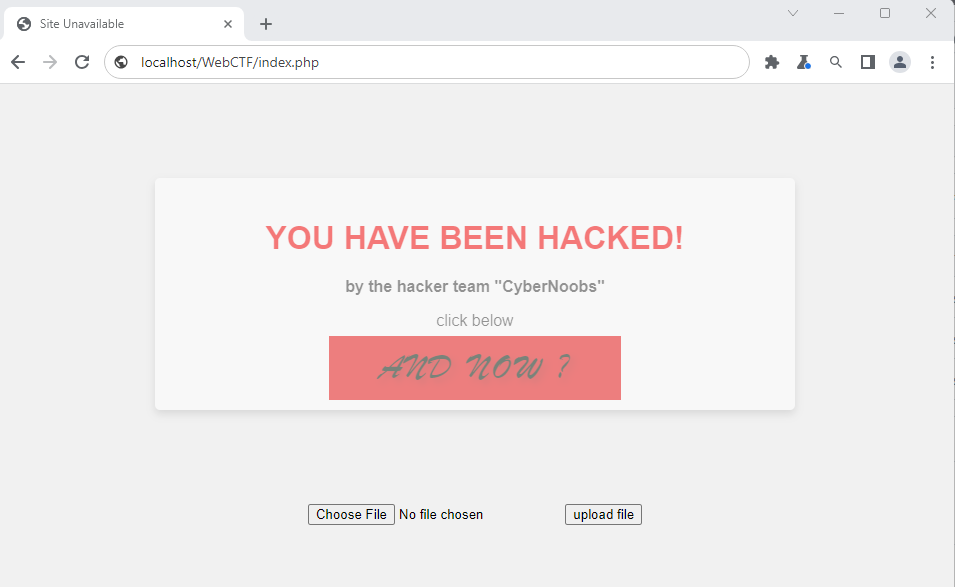 Site Unavailable
localhost/WebCTF/index.php
YOU HAVE BEEN HACKED!
by the hacker team "CyberNoobs"
click below
AND NOW ?
Choose File No file chosen upload file